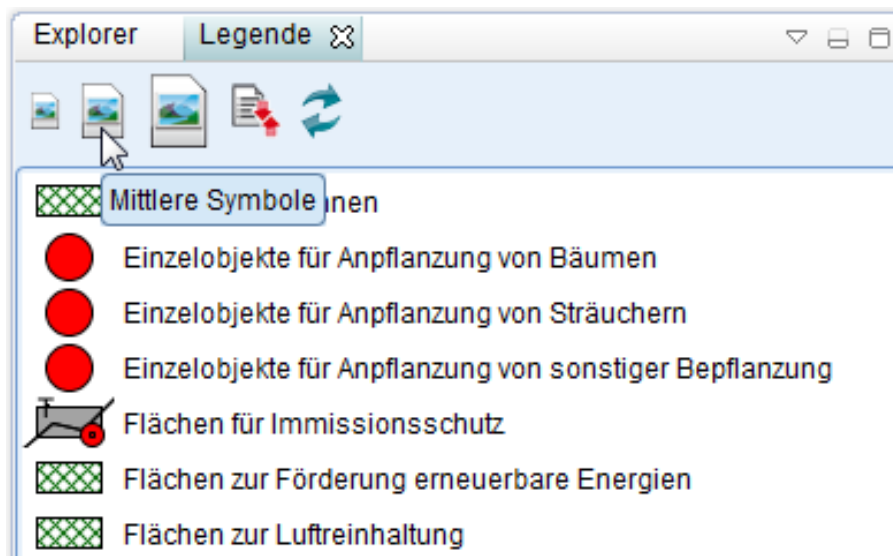 Explorer Legende
Mittlere Symbole
Einzelobjekte für Anpflanzung von Bäumen
Einzelobjekte für Anpflanzung von Sträuchern
Einzelobjekte für Anpflanzung von sonstiger Bepflanzung
Flächen für Immissionsschutz
Flächen zur Förderung erneuerbare Energien
Flächen zur Luftreinhaltung